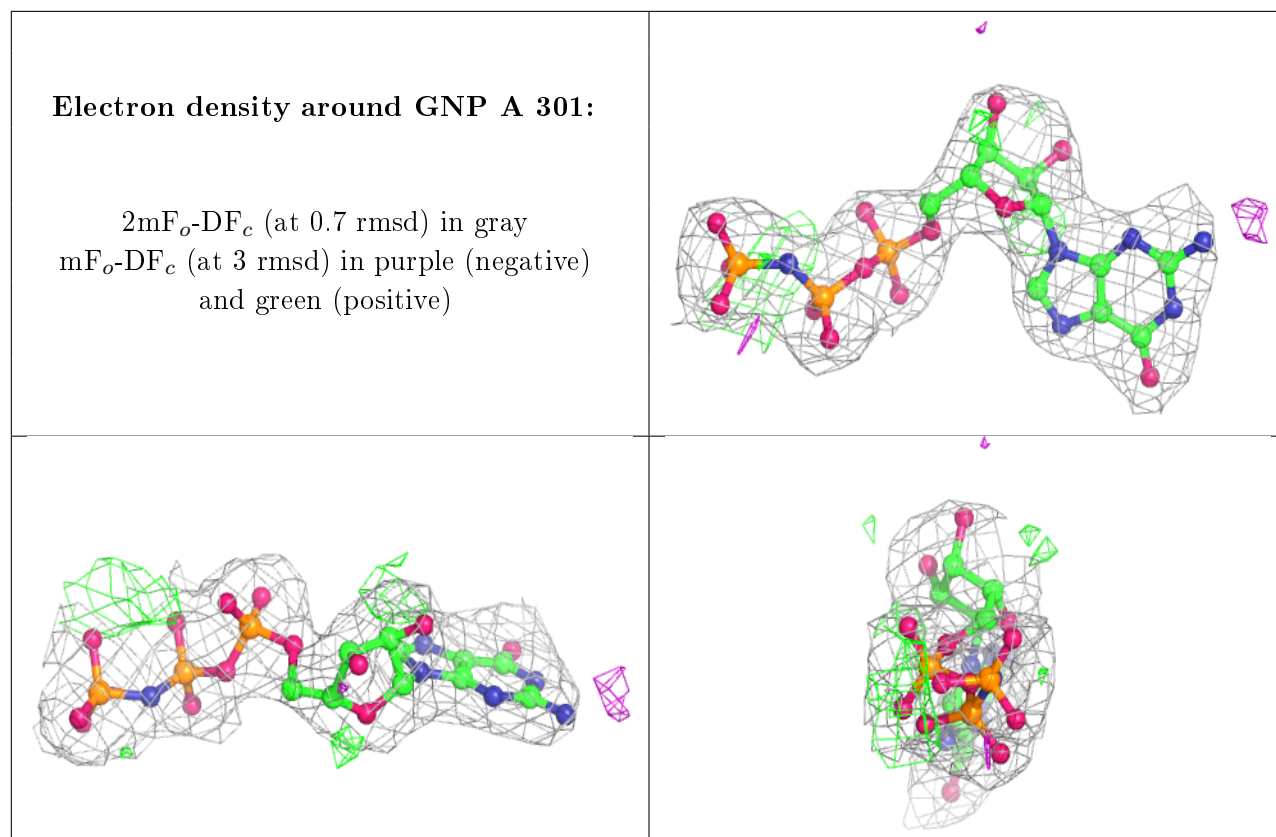 Electron density around GNP A 301:
2mFo-DFc (at 0.7 rmsd) in gray
mFo-DFc (at 3 rmsd) in purple (negative)
and green (positive)